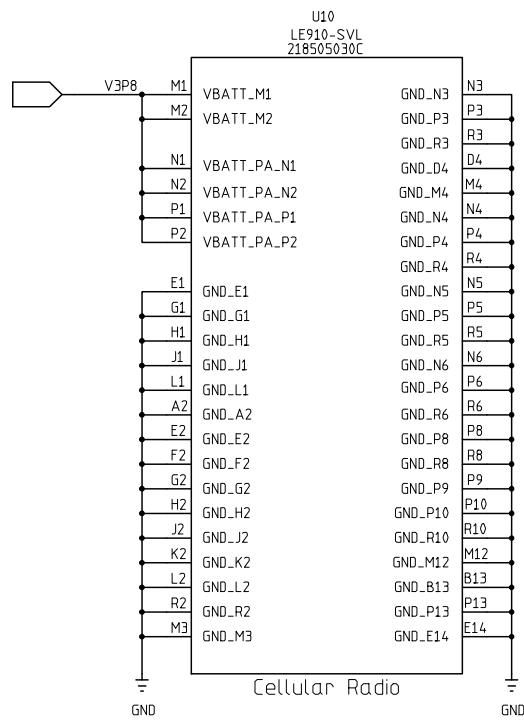 U10
LE910-SVL
218505030C
V3P8
M1 VBATT_M1 GND_N3 N3
M2 VBATT_M2 GND_P3 P3
GND_R3 R3
N1 VBATT_PA_N1 GND_D4 D4
N2 VBATT_PA_N2 GND_M4 M4
P1 VBATT_PA_P1 GND_N4 N4
P2 VBATT_PA_P2 GND_P4 P4
GND_R4 R4
E1 GND_E1 GND_N5 N5
G1 GND_G1 GND_P5 P5
H1 GND_H1 GND_R5 R5
J1 GND_J1 GND_N6 N6
L1 GND_L1 GND_P6 P6
A2 GND_A2 GND_R6 R6
E2 GND_E2 GND_P8 P8
F2 GND_F2 GND_R8 R8
G2 GND_G2 GND_P9 P9
H2 GND_H2 GND_P10 P10
J2 GND_J2 GND_R10 R10
K2 GND_K2 GND_M12 M12
L2 GND_L2 GND_B13 B13
R2 GND_R2 GND_P13 P13
M3 GND_M3 GND_E14 E14
Cellular Radio
GND GND